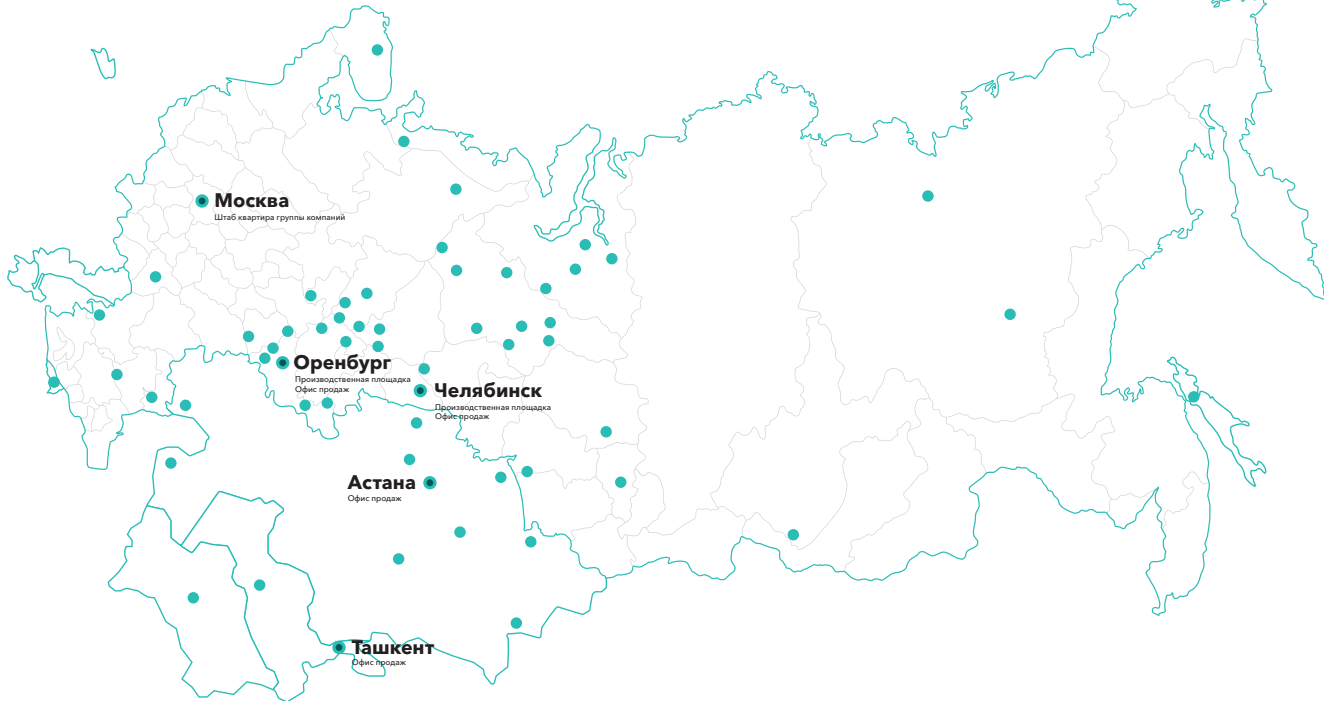 Москва
Штаб квартира группы компаний
Оренбург
Производственная площадка
Офис продаж
Челябинск
Производственная площадка
Офис продаж
Астана
Офис продаж
Ташкент
Офис продаж